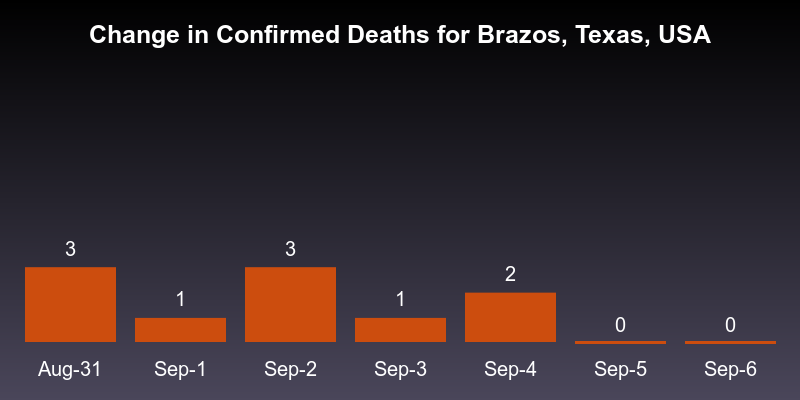 Change in Confirmed Deaths for Brazos, Texas, USA
3
1
3
1
2
0
0
Aug-31
Sep-1
Sep-2
Sep-3
Sep-4
Sep-5
Sep-6